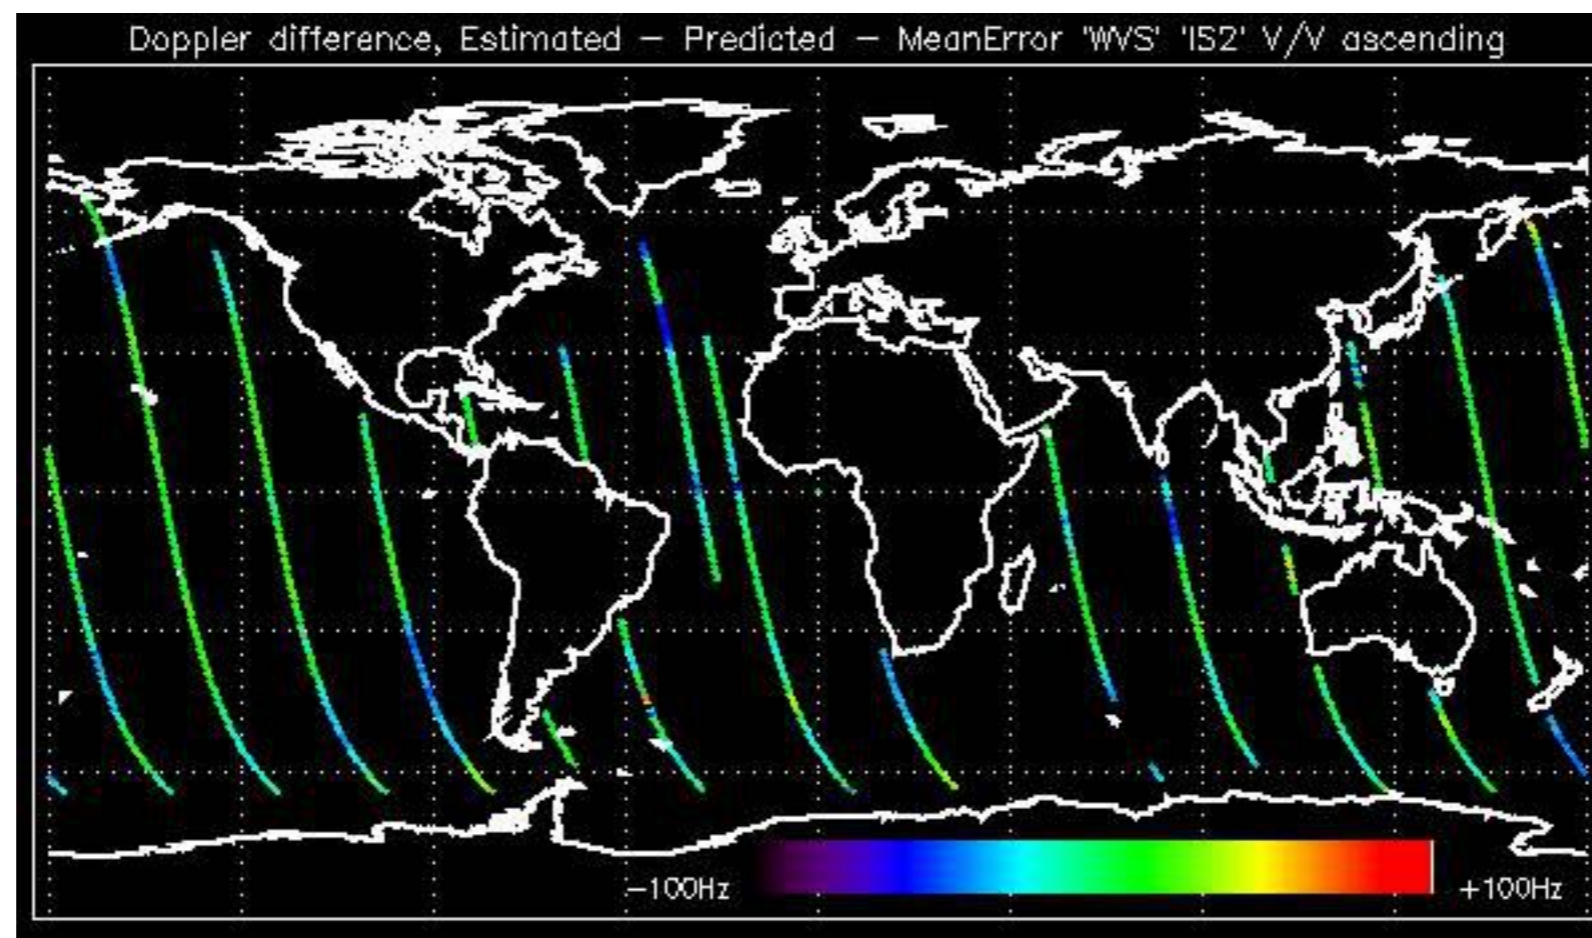 Doppler difference, Estimated – Predicted – MeanError 'WVS' 'IS2' V/V ascending
−100Hz
+100Hz